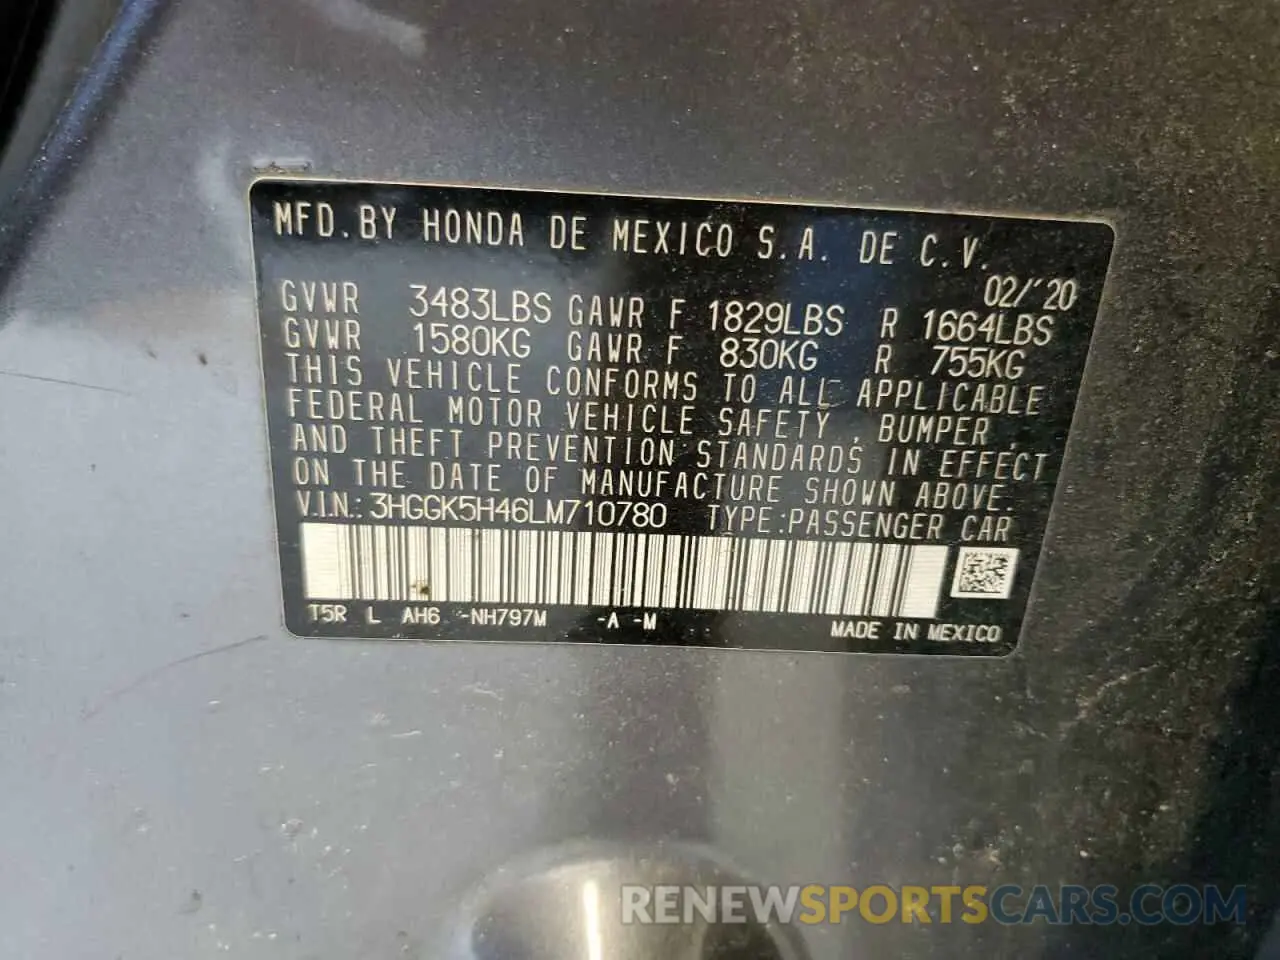 MFD. BY HONDA DE MEXICO S.A. DE C.V.
02/'20
GVWR 3483LBS GAWR F 1829LBS R 1664LBS
GVWR 1580KG GAWR F 830KG R 755KG
THIS VEHICLE CONFORMS TO ALL APPLICABLE
FEDERAL MOTOR VEHICLE SAFETY, BUMPER,
AND THEFT PREVENTION STANDARDS IN EFFECT
ON THE DATE OF MANUFACTURE SHOWN ABOVE.
V.I.N.: 3HGGK5H46LM710780 TYPE:PASSENGER CAR
T5R L AH6 -NH797M -A -M
MADE IN MEXICO
RENEWSPORTSCARS.COM